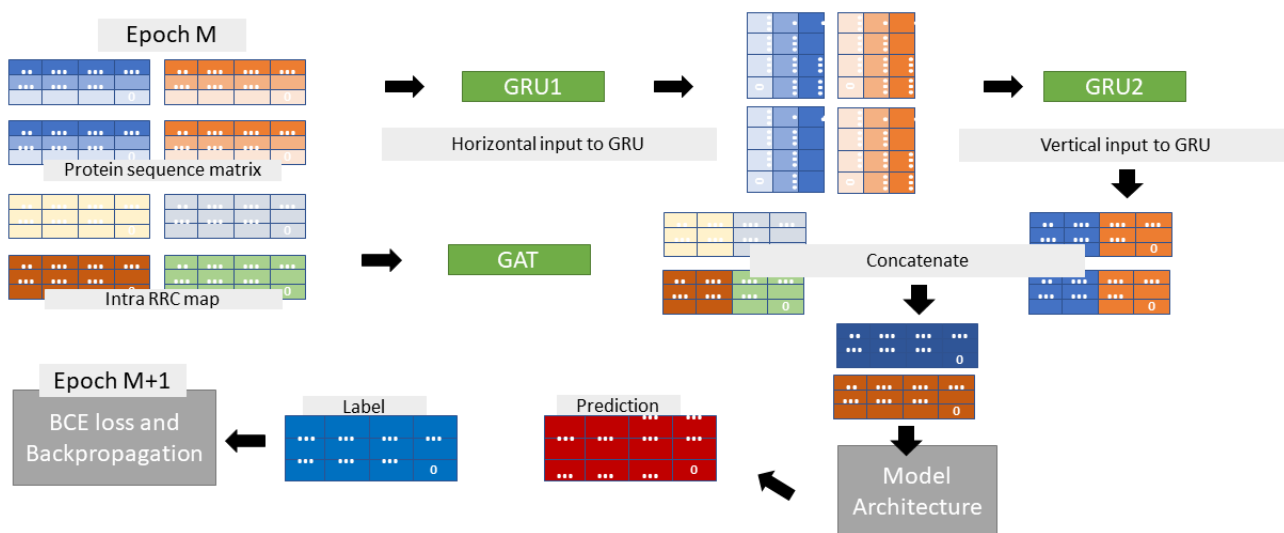 Epoch M
GRU1
GRU2
Horizontal input to GRU
Vertical input to GRU
Protein sequence matrix
GAT
Concatenate
Intra RRC map
Epoch M+1
BCE loss and
Backpropagation
Label
Prediction
Model
Architecture